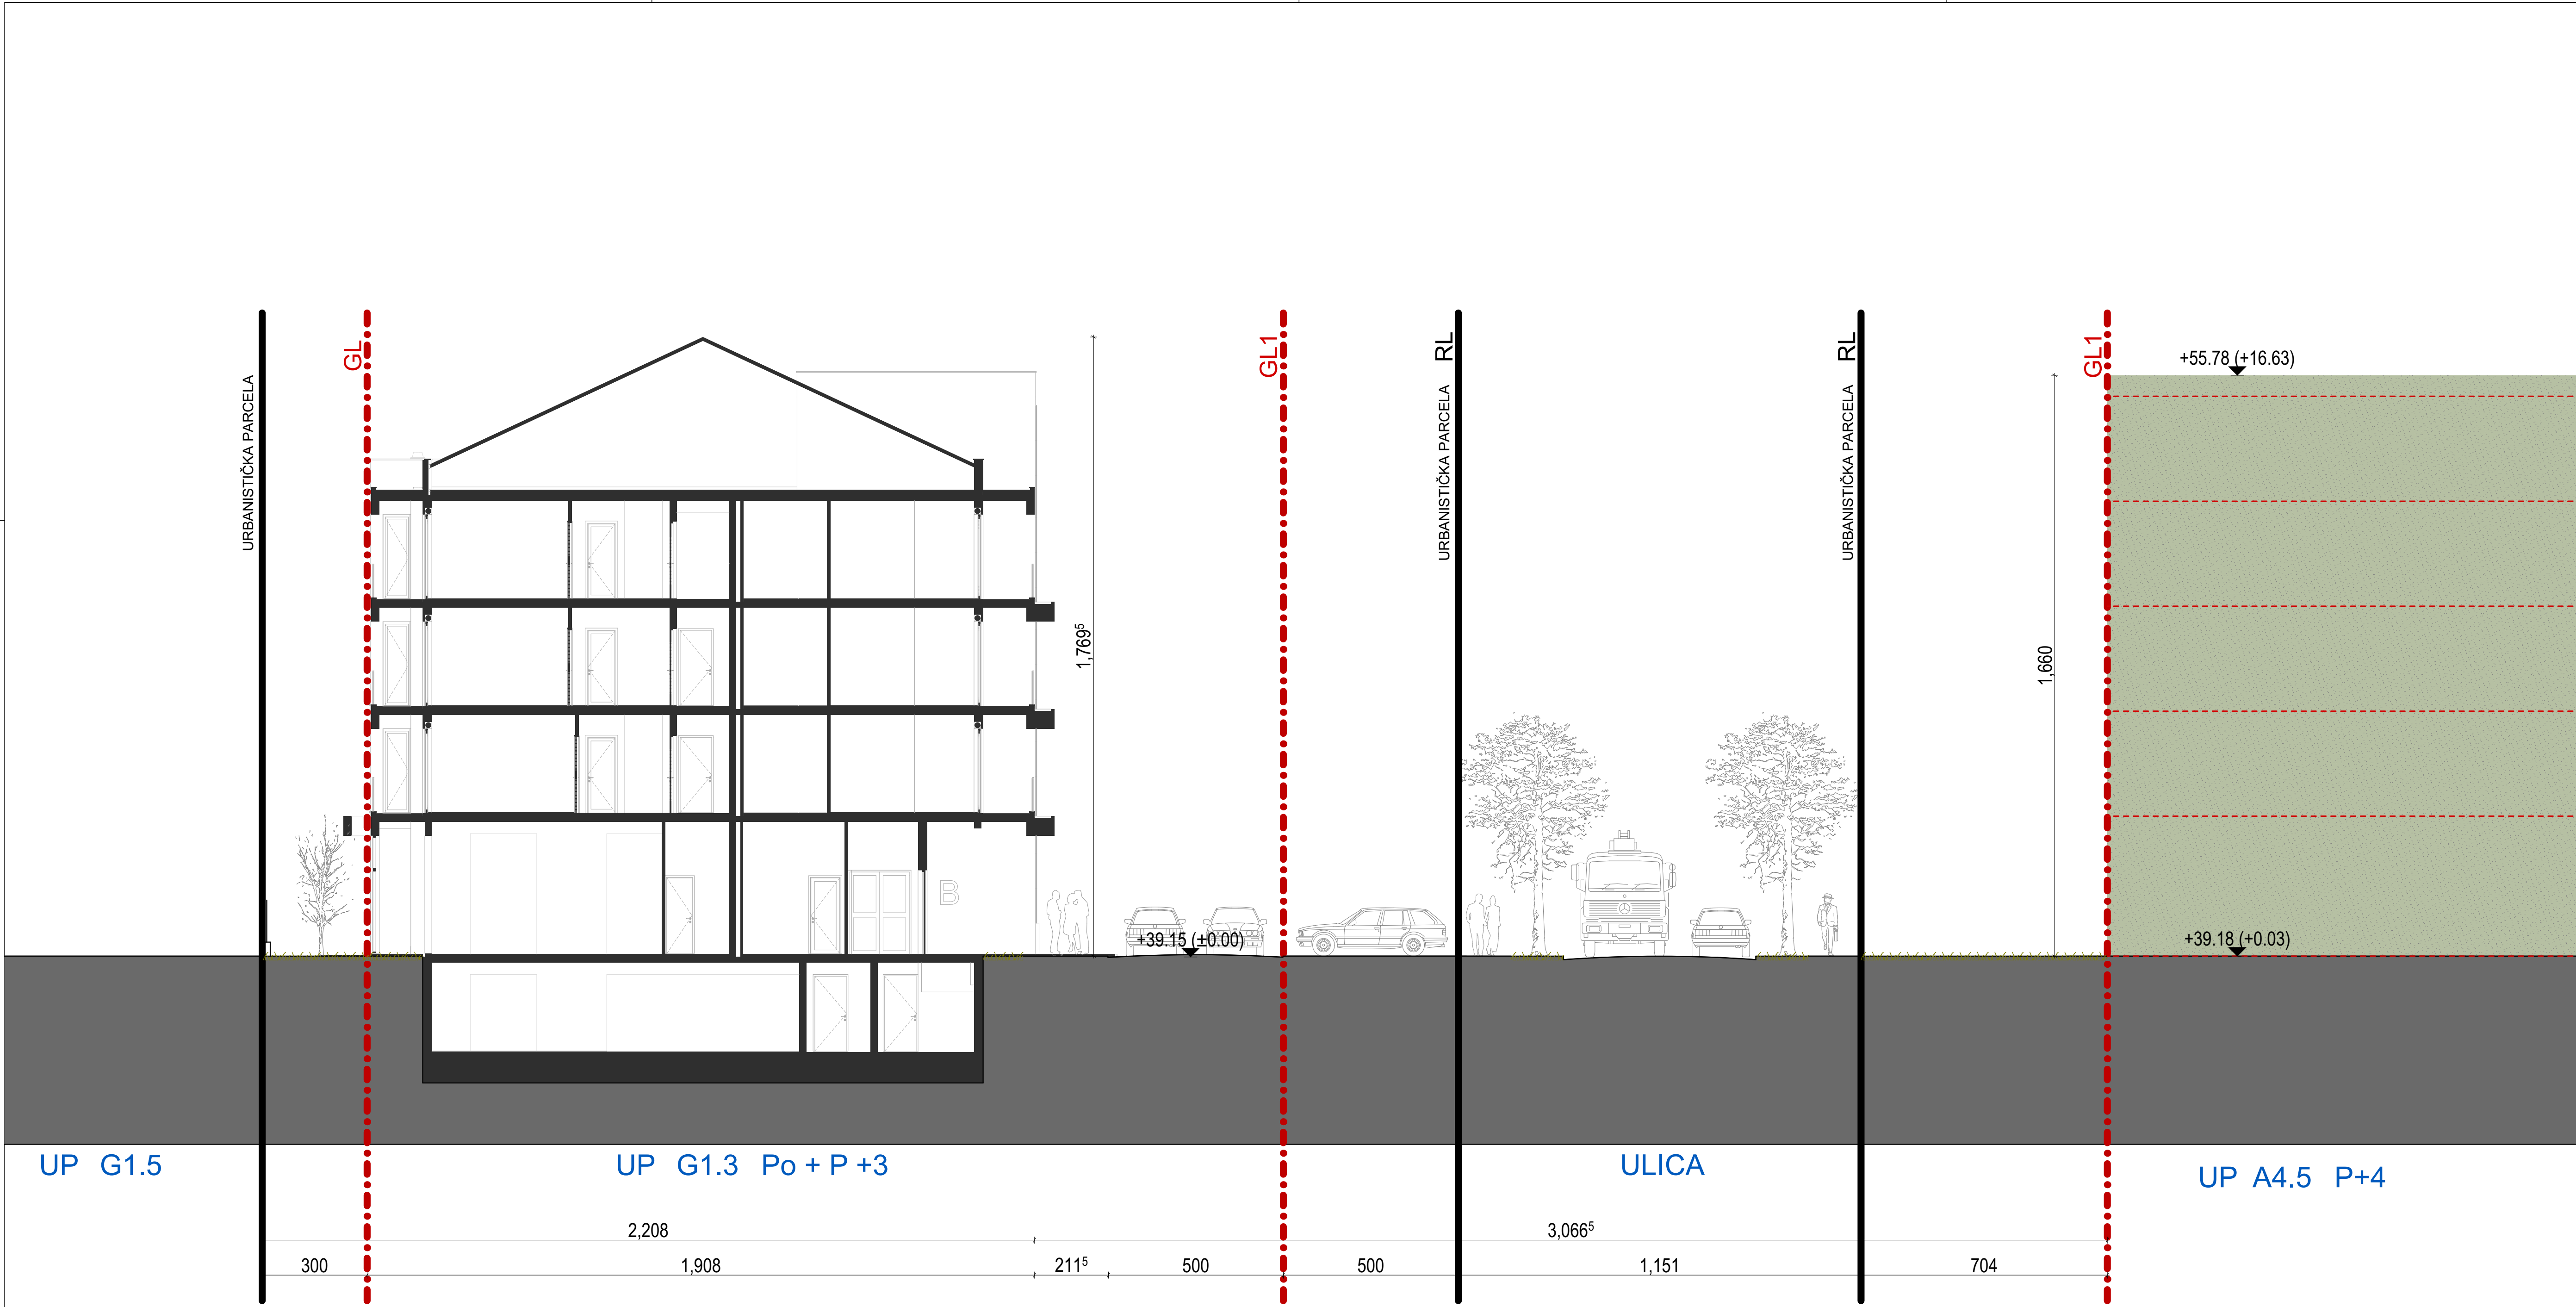 GL
GL1
RL
RL
GL1
URBANISTIČKA PARCELA
URBANISTIČKA PARCELA
URBANISTIČKA PARCELA
+55.78 (+16.63)
1,769⁵
1,660
B
+39.15 (±0.00)
+39.18 (+0.03)
UP G1.5
UP G1.3 Po + P +3
ULICA
UP A4.5 P+4
2,208
3,066⁵
300
1,908
211⁵
500
500
1,151
704